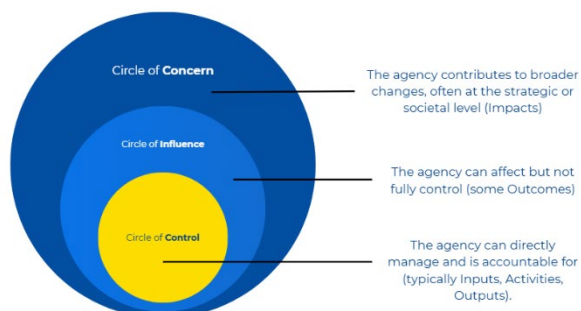 Circle of Concern
The agency contributes to broader
changes, often at the strategic or
societal level (Impacts)
Circle of Influence
The agency can affect but not
fully control (some Outcomes)
Circle of Control
The agency can directly
manage and is accountable for
(typically Inputs, Activities,
Outputs).